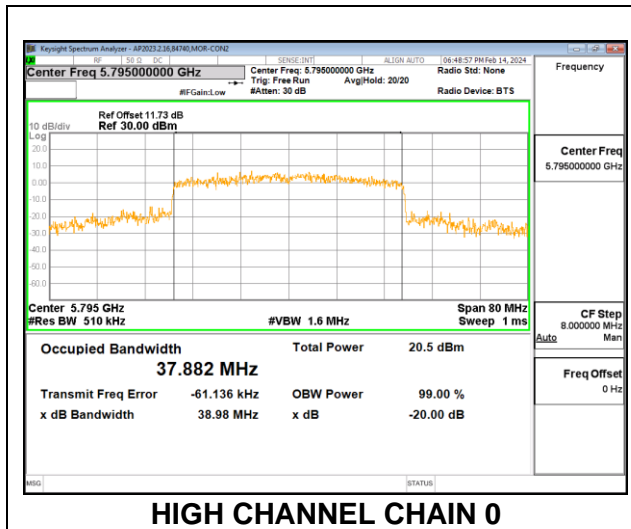 Keysight Spectrum Analyzer - AP2023.2.16,84740,MOR-CON2
RF 50 Ω DC SENSE:INT ALIGN AUTO 06:48:57 PM Feb 14, 2024
Center Freq 5.795000000 GHz Center Freq: 5.795000000 GHz Radio Std: None
Trig: Free Run Avg|Hold: 20/20
#IFGain:Low #Atten: 30 dB Radio Device: BTS
Frequency
Ref Offset 11.73 dB
10 dB/div Ref 30.00 dBm
Log
20.0
10.0
0.00
-10.0
-20.0
-30.0
-40.0
-50.0
-60.0
Center 5.795 GHz Span 80 MHz
#Res BW 510 kHz #VBW 1.6 MHz Sweep 1 ms
Center Freq
5.795000000 GHz
CF Step
8.000000 MHz
Auto Man
Freq Offset
0 Hz
Occupied Bandwidth Total Power 20.5 dBm
37.882 MHz
Transmit Freq Error -61.136 kHz OBW Power 99.00 %
x dB Bandwidth 38.98 MHz x dB -20.00 dB
MSG STATUS
HIGH CHANNEL CHAIN 0